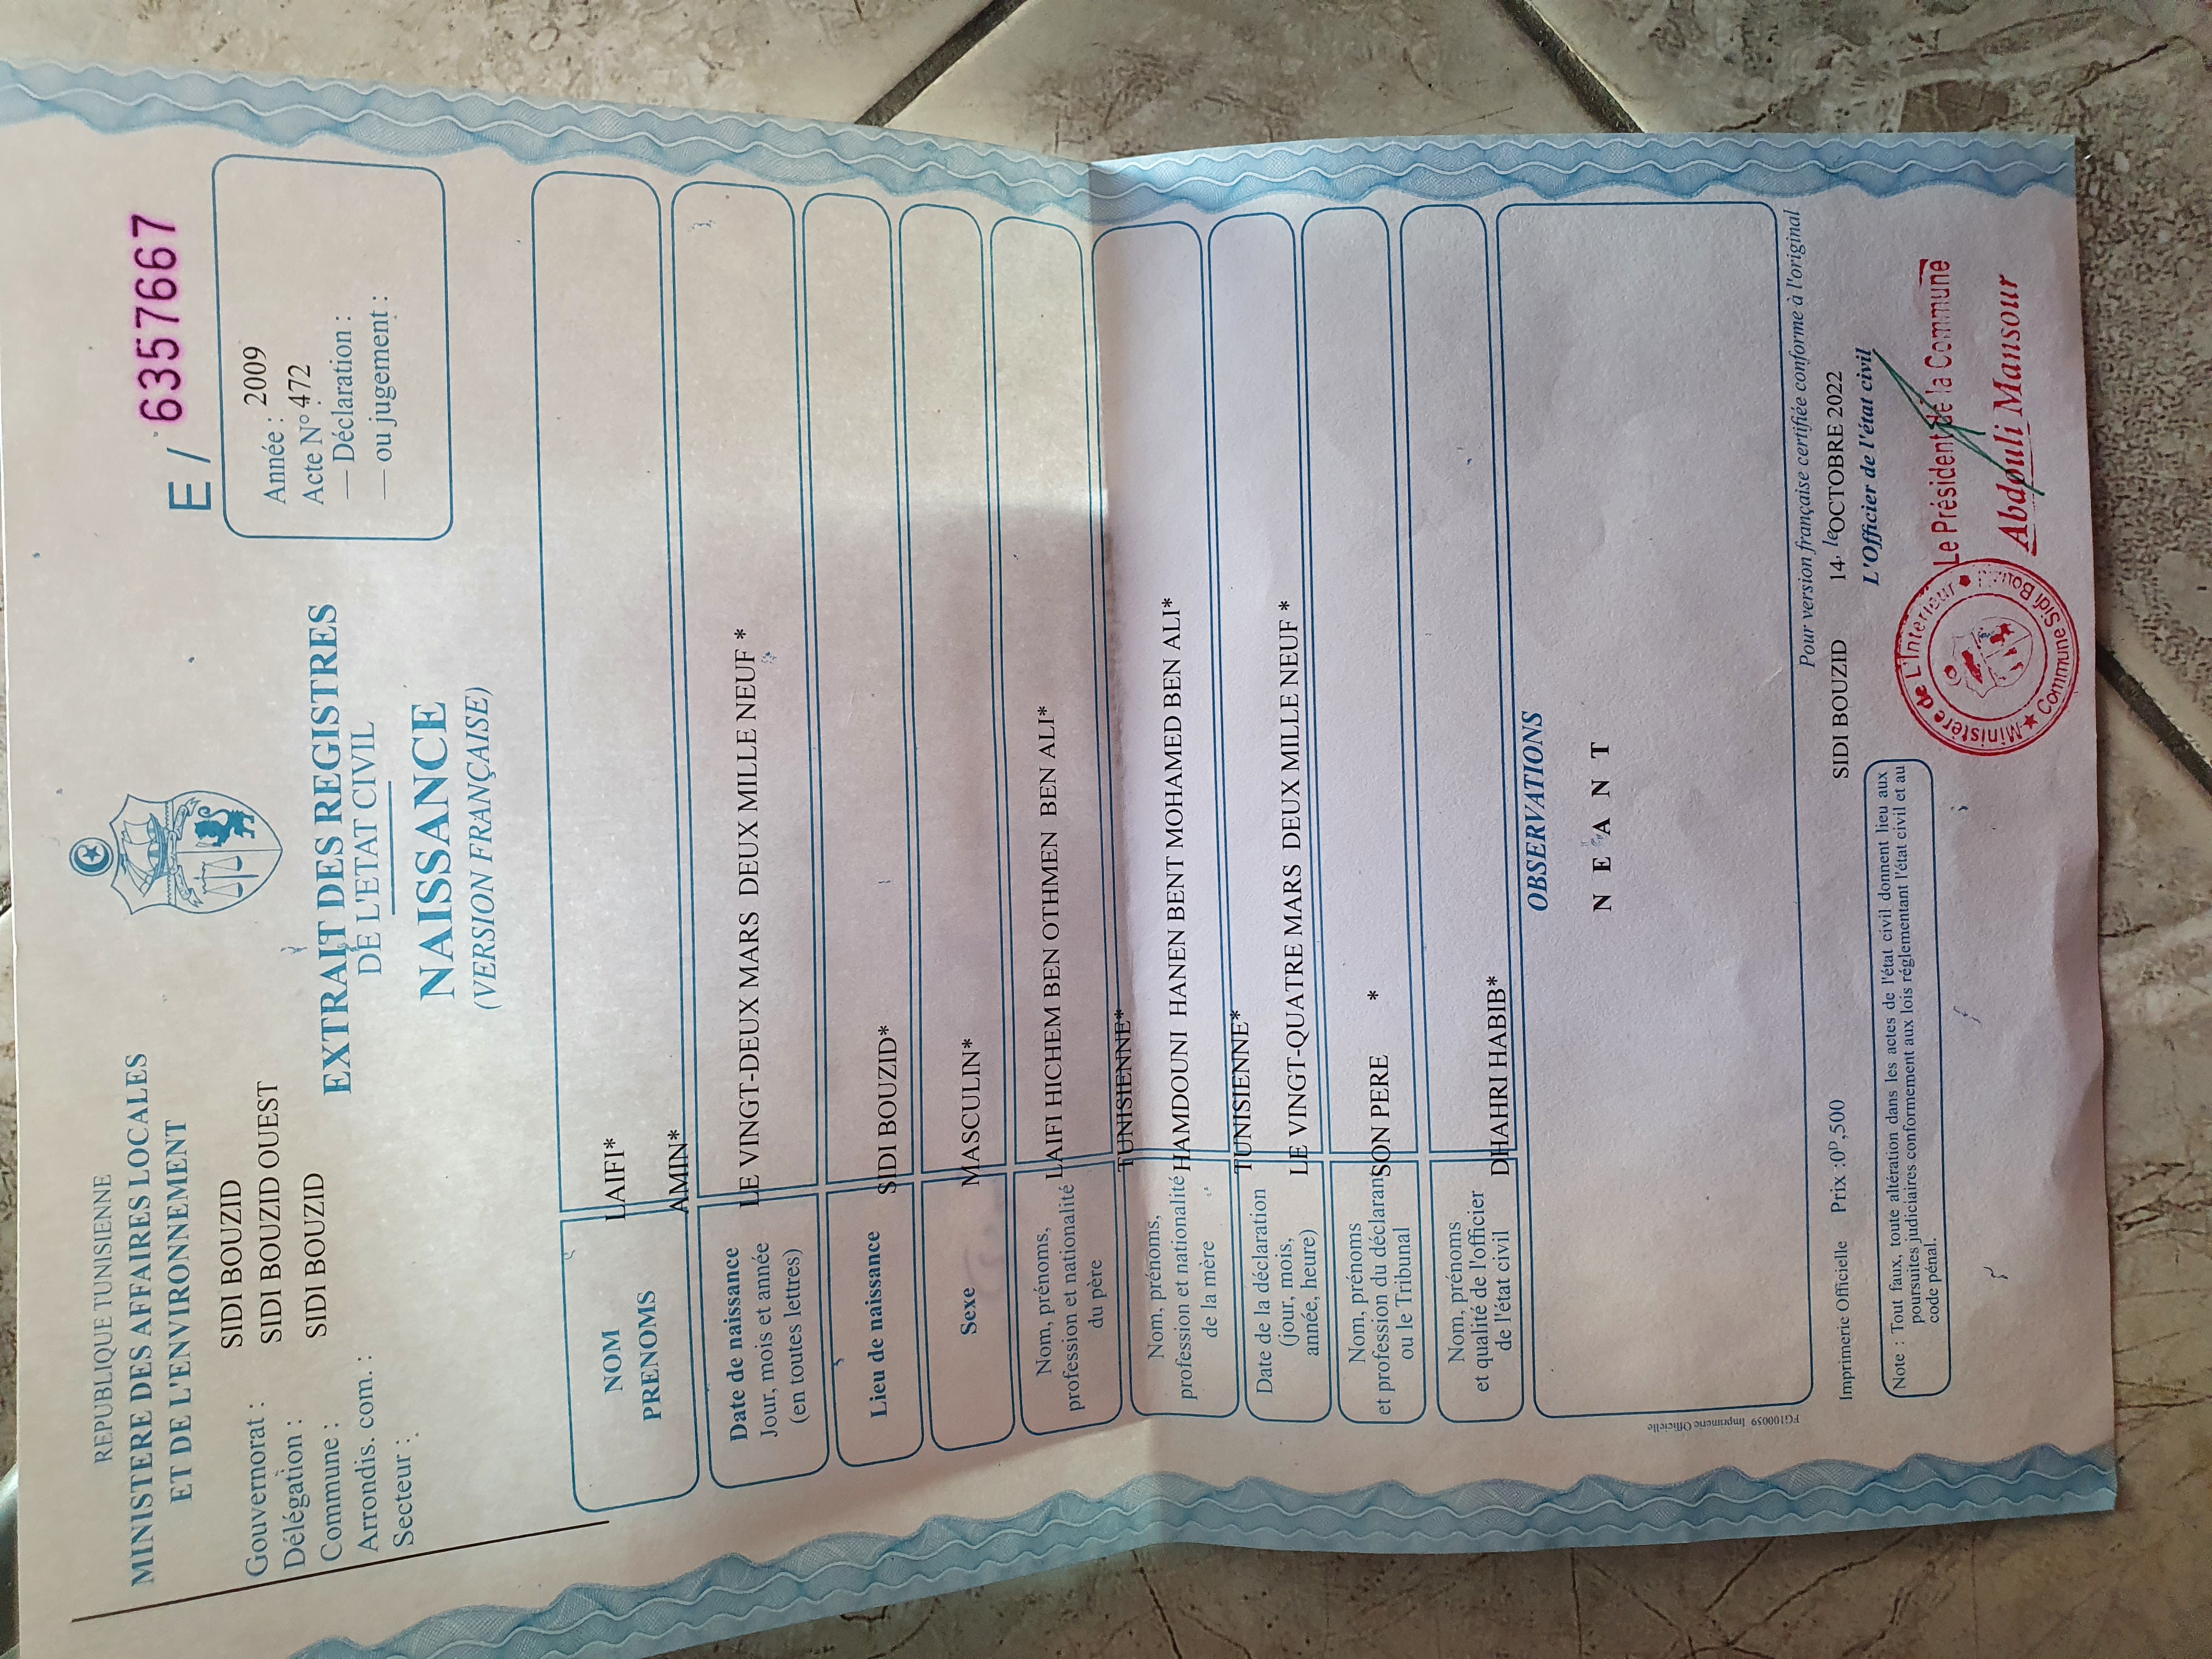 REPUBLIQUE TUNISIENNE
MINISTERE DES AFFAIRES LOCALES
ET DE L'ENVIRONNEMENT
E / 6357667
Gouvernorat : SIDI BOUZID
Délégation : SIDI BOUZID OUEST
Commune : SIDI BOUZID
Arrondis. com. :
Secteur :
Année : 2009
Acte N° 472
— Déclaration :
— ou jugement :
EXTRAIT DES REGISTRES
DE L'ETAT CIVIL
NAISSANCE
(VERSION FRANÇAISE)
NOM LAIFI*
PRENOMS AMIN*
Date de naissance
Jour, mois et année
(en toutes lettres)
LE VINGT-DEUX MARS DEUX MILLE NEUF *
Lieu de naissance SIDI BOUZID*
Sexe MASCULIN*
Nom, prénoms,
profession et nationalité
du père
LAIFI HICHEM BEN OTHMEN BEN ALI*
TUNISIENNE*
Nom, prénoms,
profession et nationalité
de la mère
HAMDOUNI HANEN BENT MOHAMED BEN ALI*
TUNISIENNE*
Date de la déclaration
(jour, mois,
année, heure)
LE VINGT-QUATRE MARS DEUX MILLE NEUF *
Nom, prénoms
et profession du déclarant
ou le Tribunal
SON PERE *
Nom, prénoms
et qualité de l'officier
de l'état civil
DHAHRI HABIB*
OBSERVATIONS
N E A N T
Pour version française certifiée conforme à l'original
SIDI BOUZID 14, le OCTOBRE 2022
L'Officier de l'état civil
Le Président de la Commune
Abdouli Mansour
Ministère de L'Interieur ★ Commune Sidi Bou
FG100059 Imprimerie Officielle
Imprimerie Officielle Prix :0ᴰ,500
Note : Tout faux, toute altération dans les actes de l'état civil donnent lieu aux
poursuites judiciaires conformement aux lois réglementant l'état civil et au
code pénal.